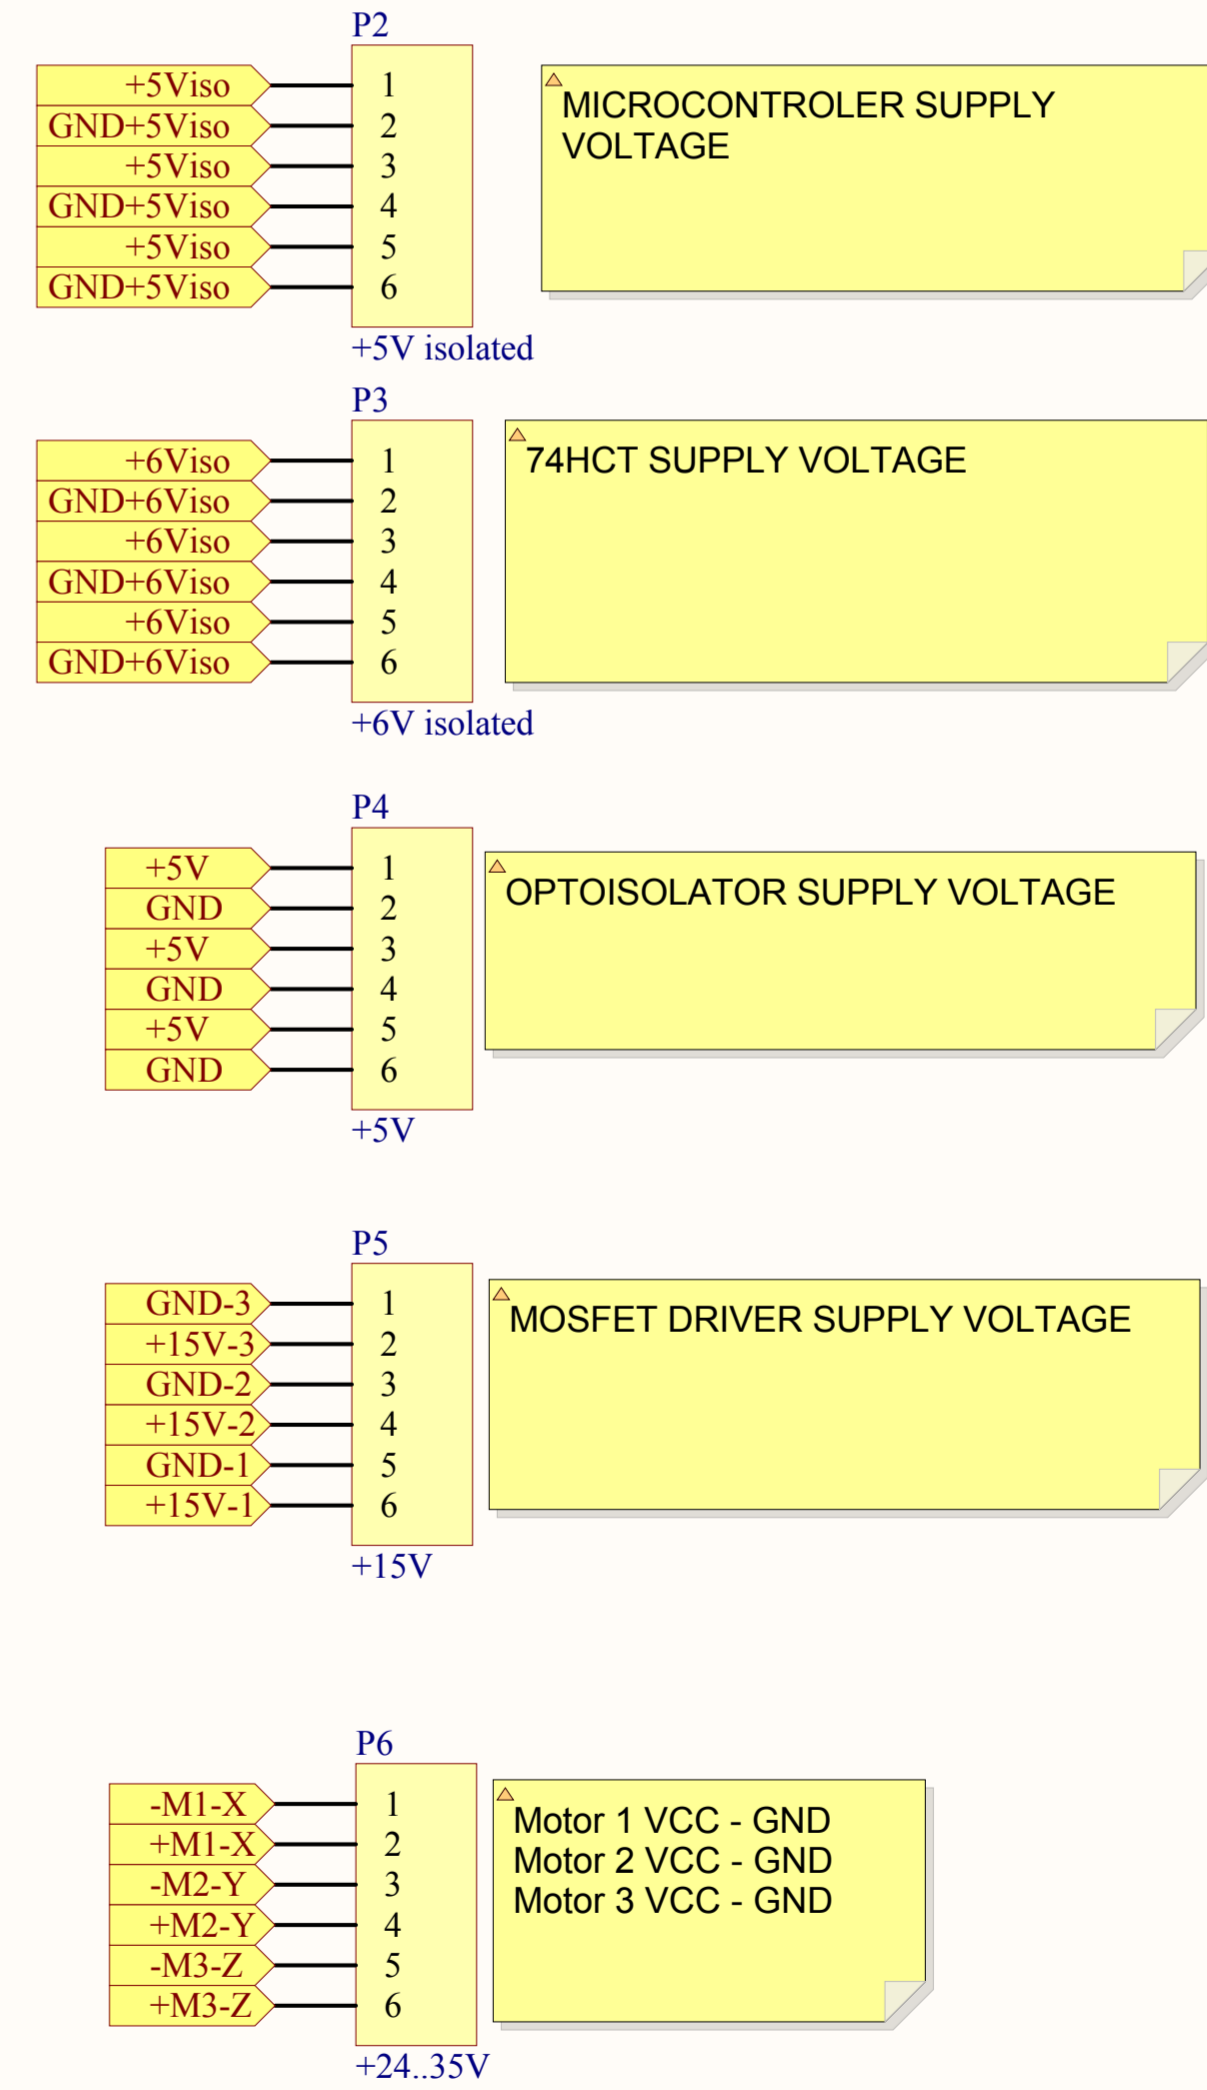 P2
+5Viso 1
GND+5Viso 2
+5Viso 3
GND+5Viso 4
+5Viso 5
GND+5Viso 6
+5V isolated
MICROCONTROLER SUPPLY
VOLTAGE
P3
+6Viso 1
GND+6Viso 2
+6Viso 3
GND+6Viso 4
+6Viso 5
GND+6Viso 6
+6V isolated
74HCT SUPPLY VOLTAGE
P4
+5V 1
GND 2
+5V 3
GND 4
+5V 5
GND 6
+5V
OPTOISOLATOR SUPPLY VOLTAGE
P5
GND-3 1
+15V-3 2
GND-2 3
+15V-2 4
GND-1 5
+15V-1 6
+15V
MOSFET DRIVER SUPPLY VOLTAGE
P6
-M1-X 1
+M1-X 2
-M2-Y 3
+M2-Y 4
-M3-Z 5
+M3-Z 6
+24..35V
Motor 1 VCC - GND
Motor 2 VCC - GND
Motor 3 VCC - GND